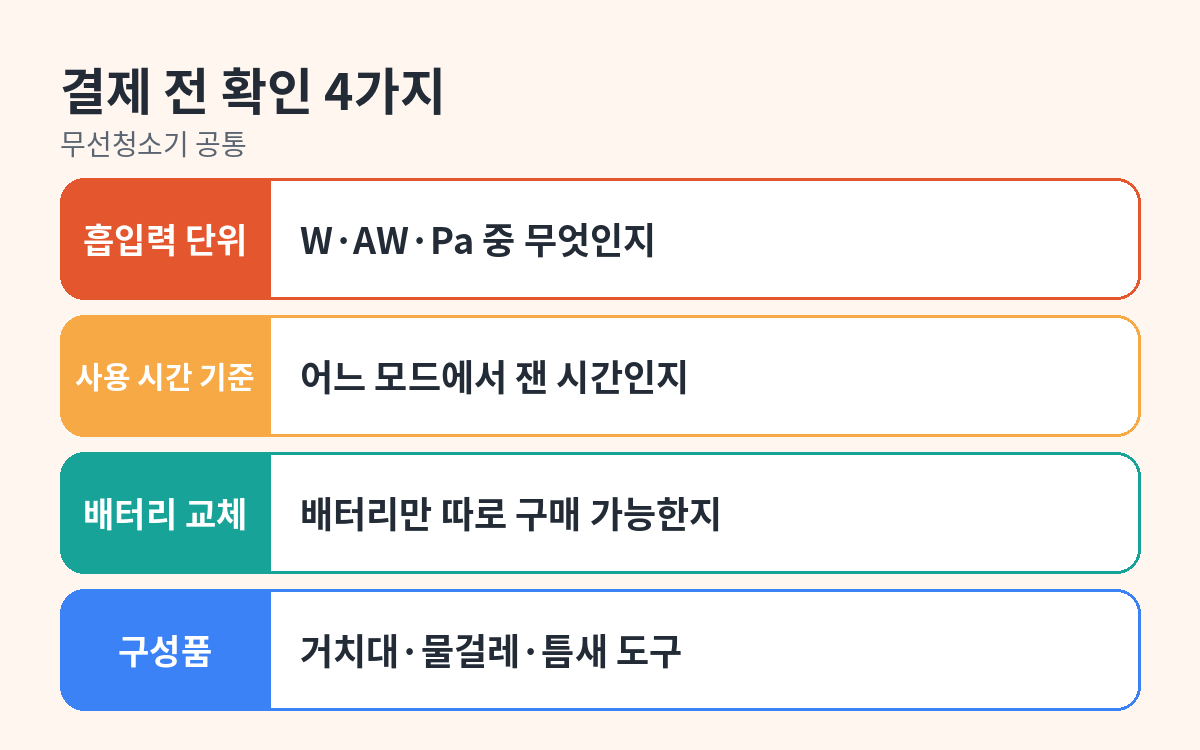 결제 전 확인 4가지
무선청소기 공통
흡입력 단위
W·AW·Pa 중 무엇인지
사용 시간 기준
어느 모드에서 잰 시간인지
배터리 교체
배터리만 따로 구매 가능한지
구성품
거치대·물걸레·틈새 도구